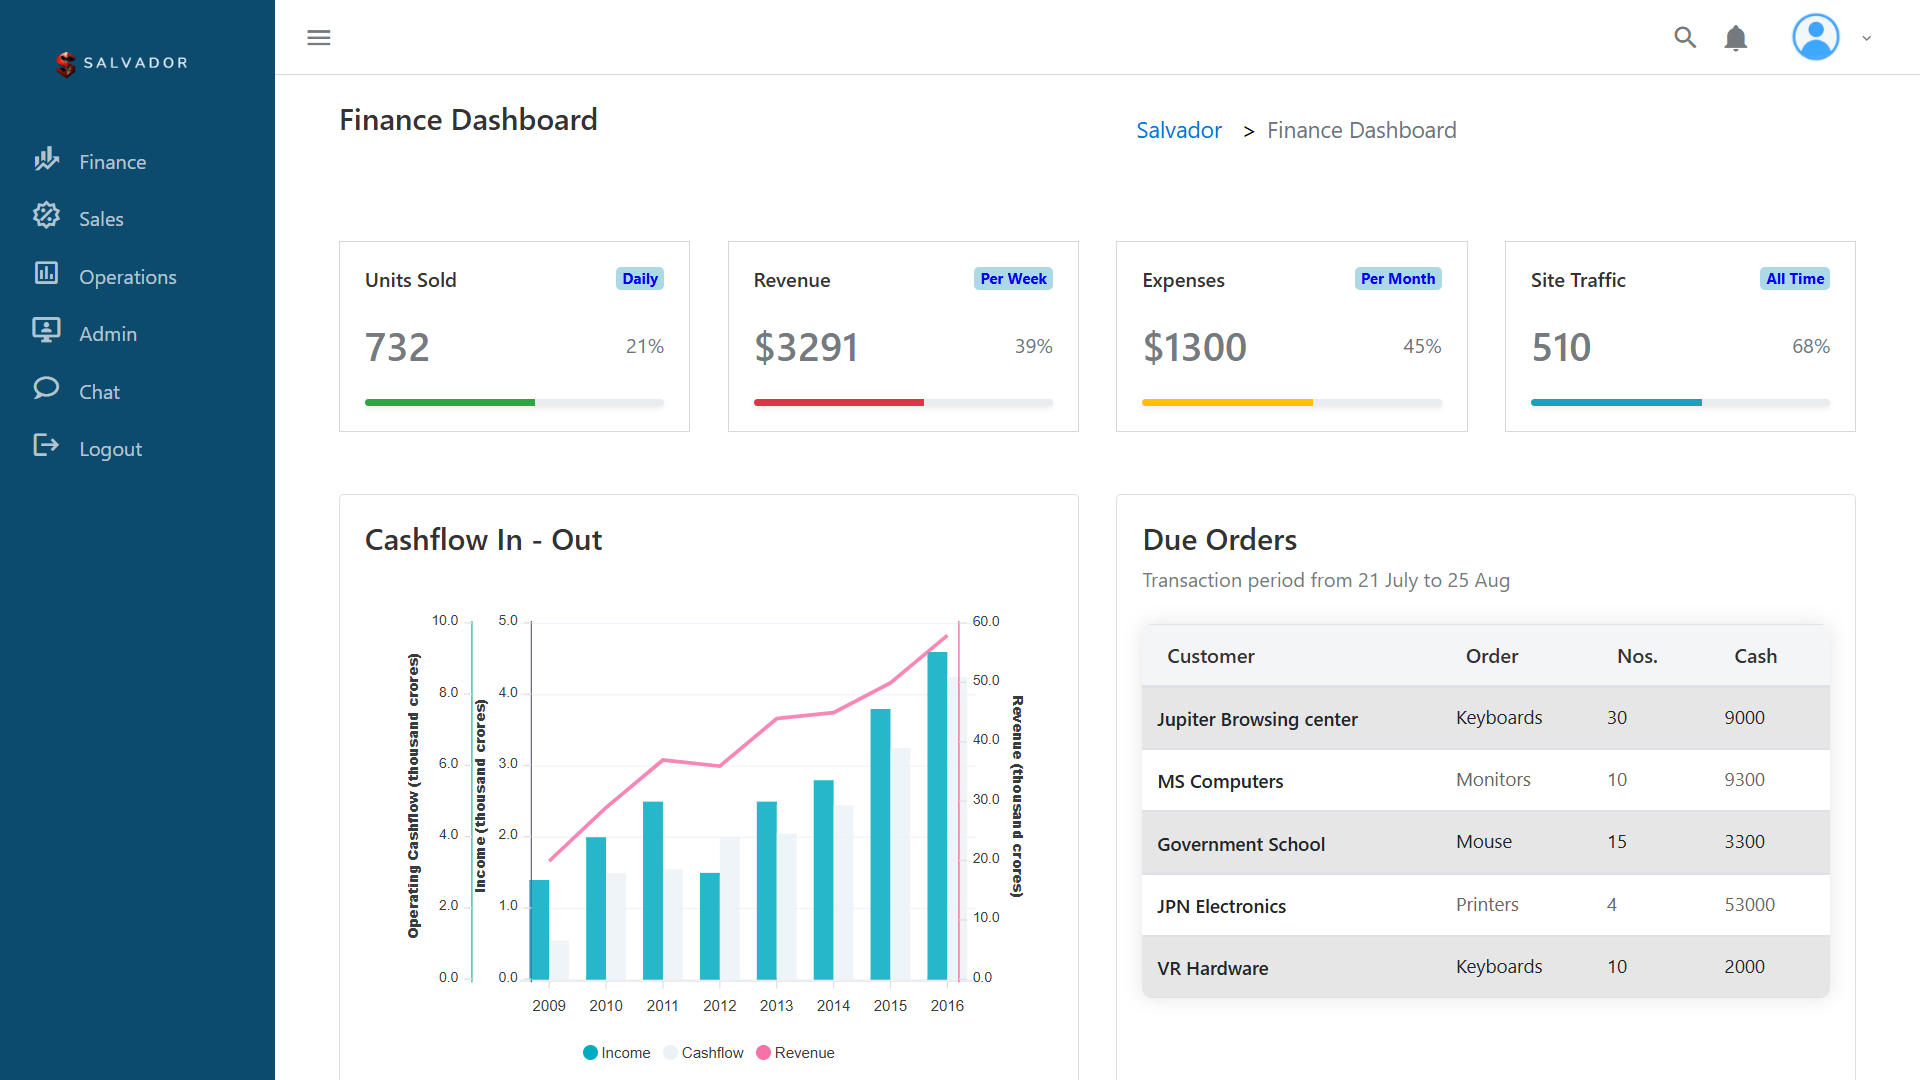 SALVADOR
Finance
Sales
Operations
Admin
Chat
Logout
Finance Dashboard
Salvador > Finance Dashboard
Units Sold Daily
732 21%
Revenue Per Week
$3291 39%
Expenses Per Month
$1300 45%
Site Traffic All Time
510 68%
Cashflow In - Out
Operating Cashflow (thousand crores)
10.0
8.0
6.0
4.0
2.0
0.0
Income (thousand crores)
5.0
4.0
3.0
2.0
1.0
0.0
60.0
50.0
40.0
30.0
20.0
10.0
0.0
Revenue (thousand crores)
2009 2010 2011 2012 2013 2014 2015 2016
Income Cashflow Revenue
Due Orders
Transaction period from 21 July to 25 Aug
Customer Order Nos. Cash
Jupiter Browsing center Keyboards 30 9000
MS Computers Monitors 10 9300
Government School Mouse 15 3300
JPN Electronics Printers 4 53000
VR Hardware Keyboards 10 2000